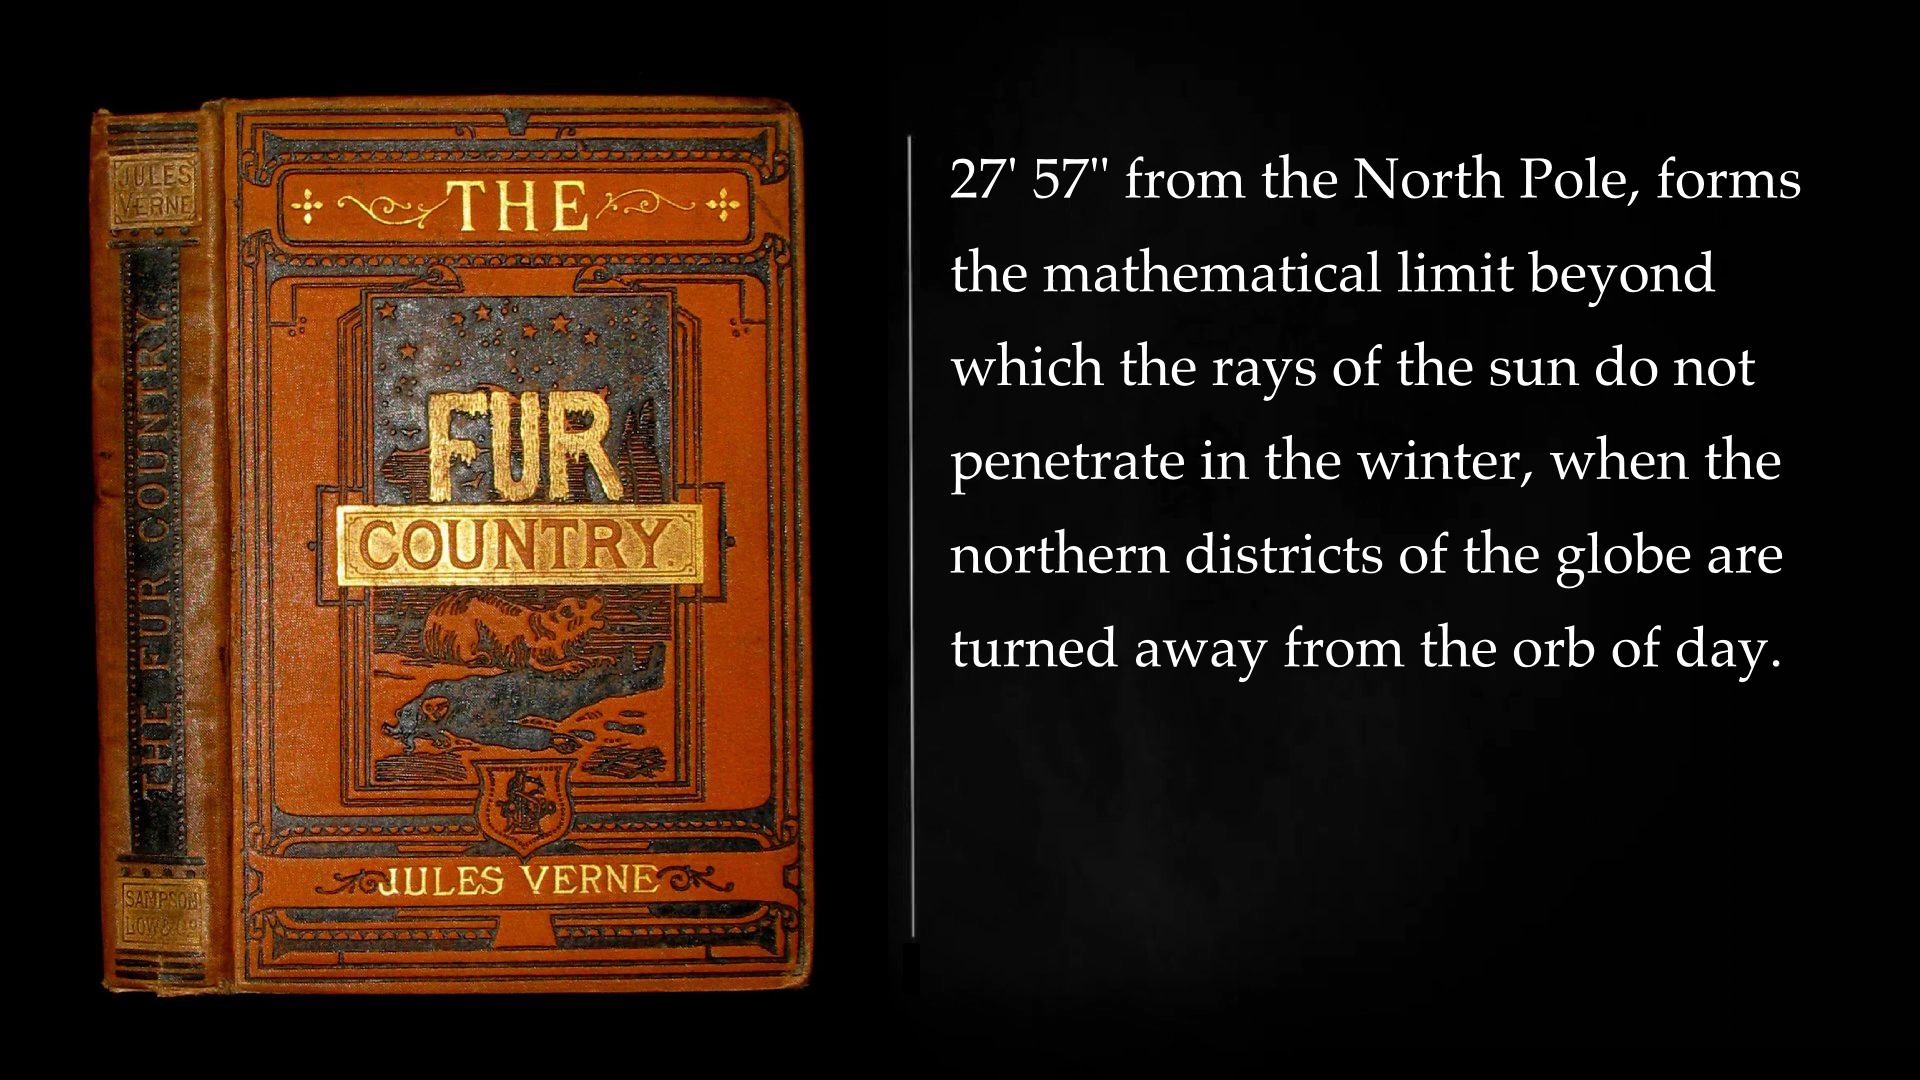 JULES
VERNE
THE FUR COUNTRY.
SAMPSON
LOW & Co
THE
FUR
COUNTRY.
JULES VERNE
27' 57" from the North Pole, forms
the mathematical limit beyond
which the rays of the sun do not
penetrate in the winter, when the
northern districts of the globe are
turned away from the orb of day.